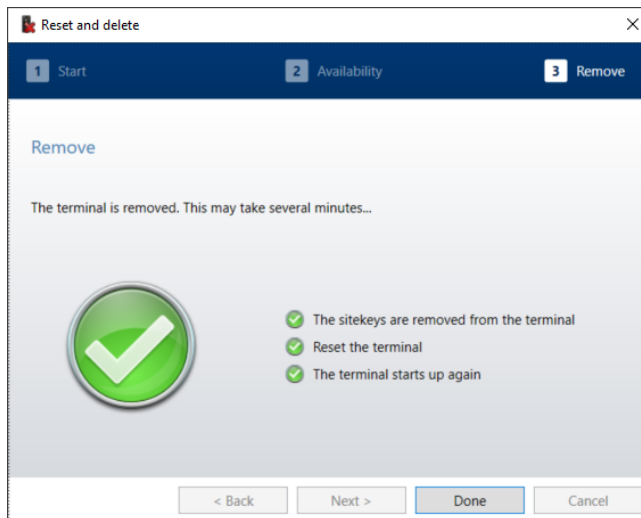 Reset and delete
1 Start
2 Availability
3 Remove
Remove
The terminal is removed. This may take several minutes...
The sitekeys are removed from the terminal
Reset the terminal
The terminal starts up again
< Back
Next >
Done
Cancel